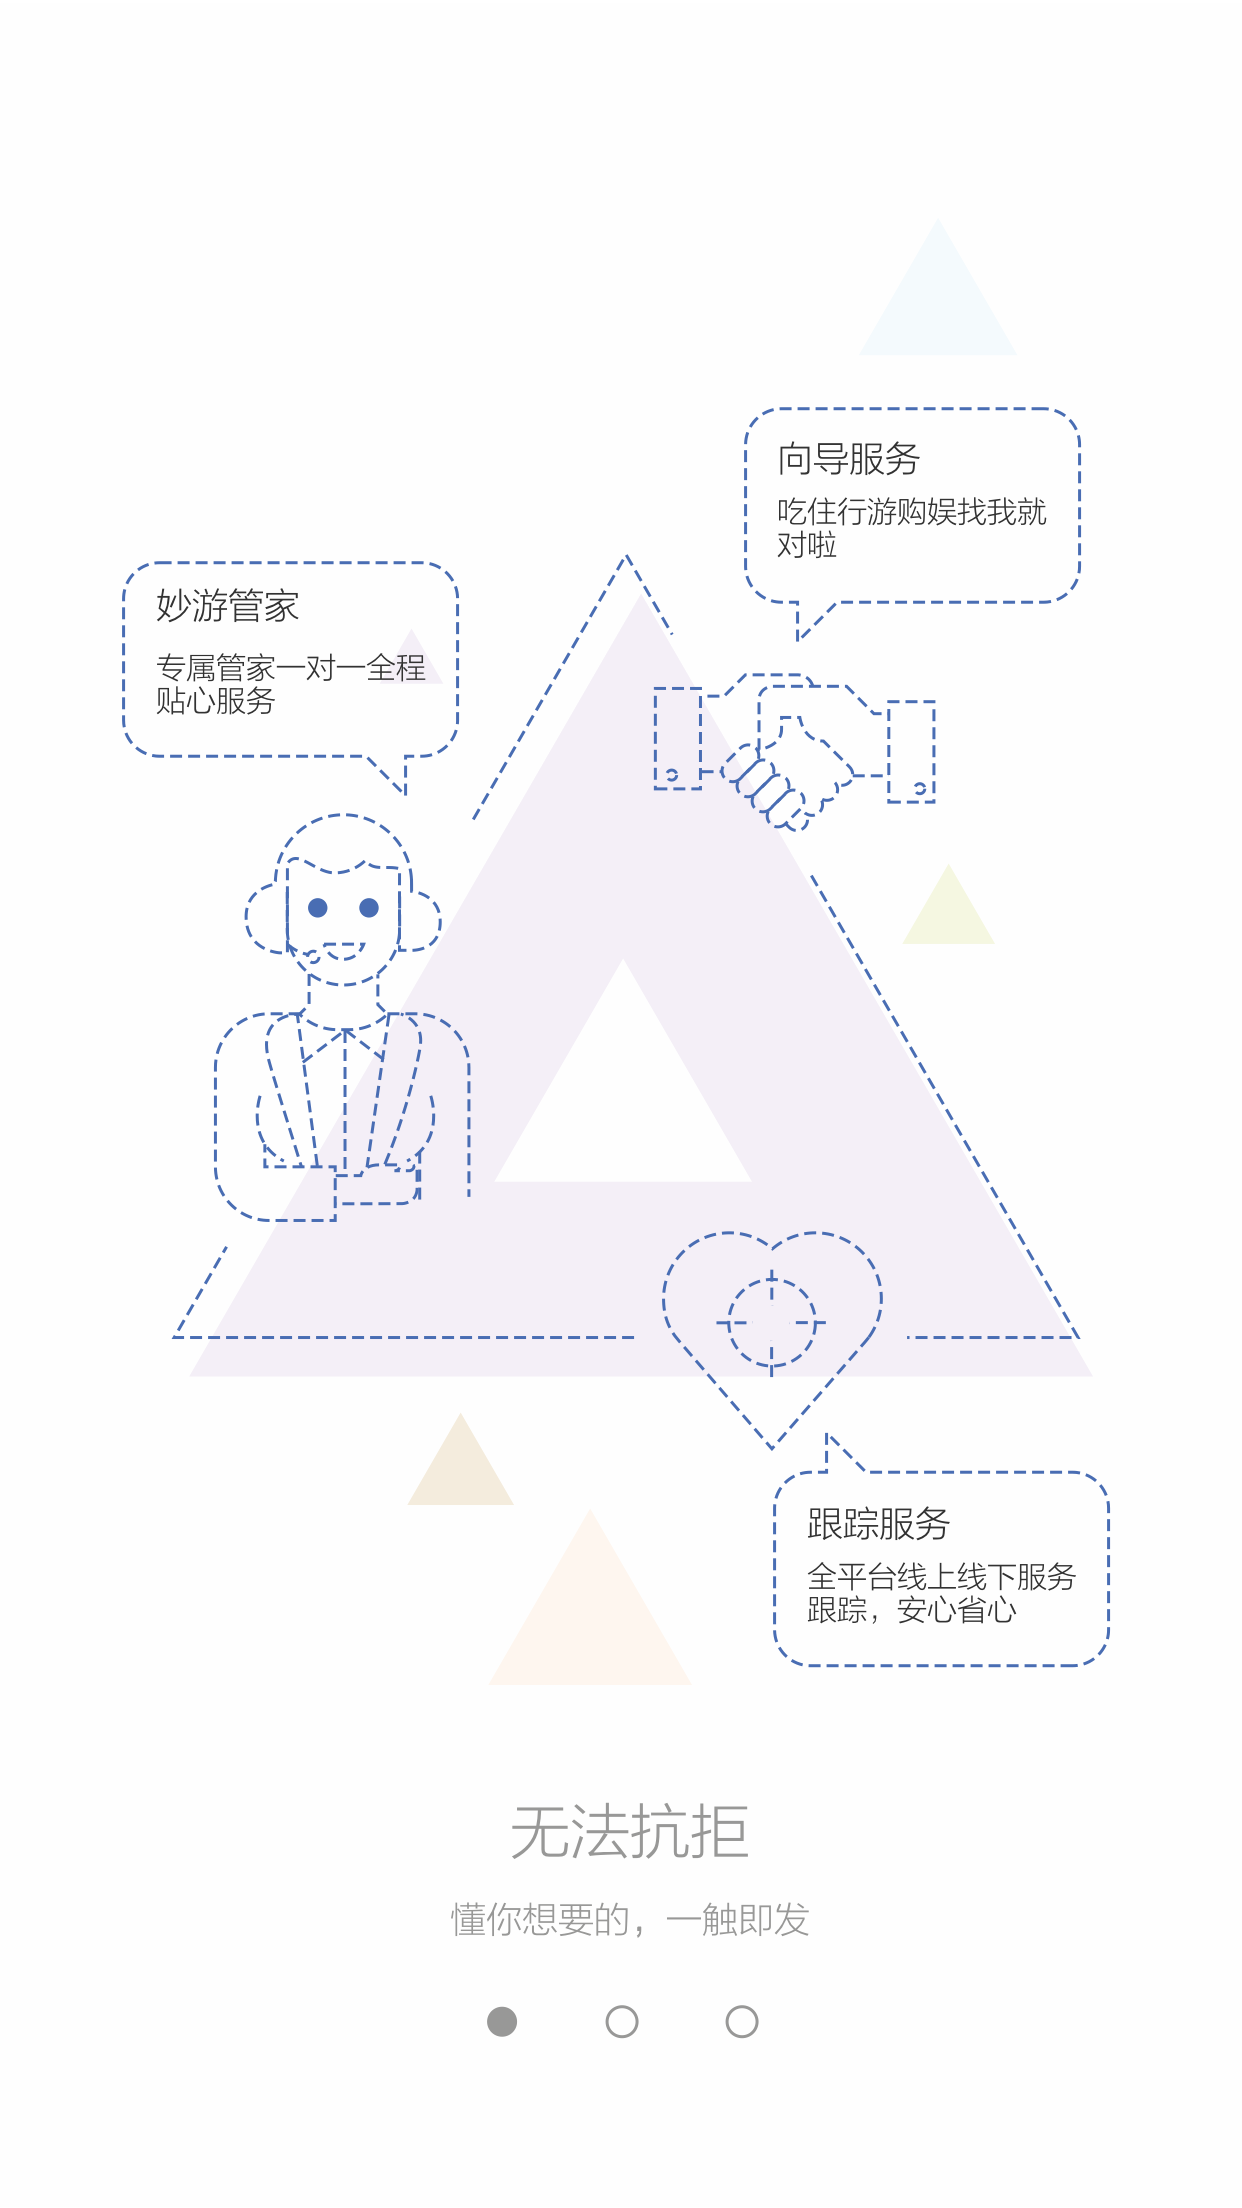 向导服务
吃住行游购娱找我就
对啦
妙游管家
专属管家一对一全程
贴心服务
跟踪服务
全平台线上线下服务
跟踪，安心省心
无法抗拒
懂你想要的，一触即发